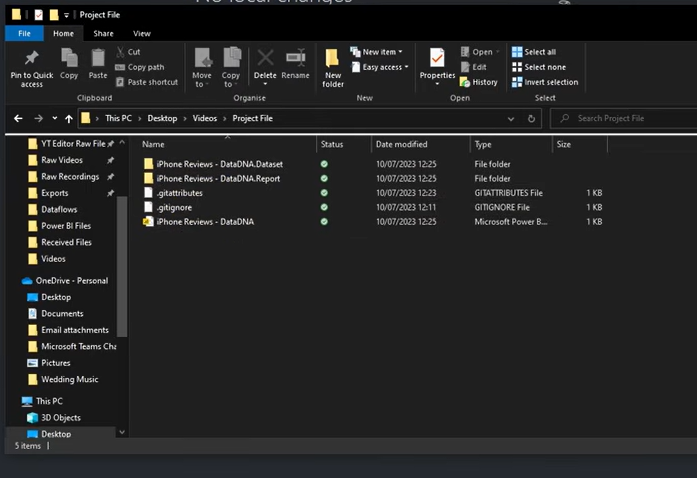 No local changes
Project File
File Home Share View
Pin to Quick access
Copy
Paste
Cut
Copy path
Paste shortcut
Clipboard
Move to
Copy to
Delete
Rename
Organise
New folder
New item
Easy access
New
Properties
Open
Edit
History
Open
Select all
Select none
Invert selection
Select
This PC > Desktop > Videos > Project File
Search Project File
Name Status Date modified Type Size
iPhone Reviews - DataDNA.Dataset 10/07/2023 12:25 File folder
iPhone Reviews - DataDNA.Report 10/07/2023 12:25 File folder
.gitattributes 10/07/2023 12:23 GITATTRIBUTES File 1 KB
.gitignore 10/07/2023 12:11 GITIGNORE File 1 KB
iPhone Reviews - DataDNA 10/07/2023 12:25 Microsoft Power B... 1 KB
YT Editor Raw File
Raw Videos
Raw Recordings
Exports
Dataflows
Power BI Files
Received Files
Videos
OneDrive - Personal
Desktop
Documents
Email attachments
Microsoft Teams Cha
Pictures
Wedding Music
This PC
3D Objects
Desktop
5 items